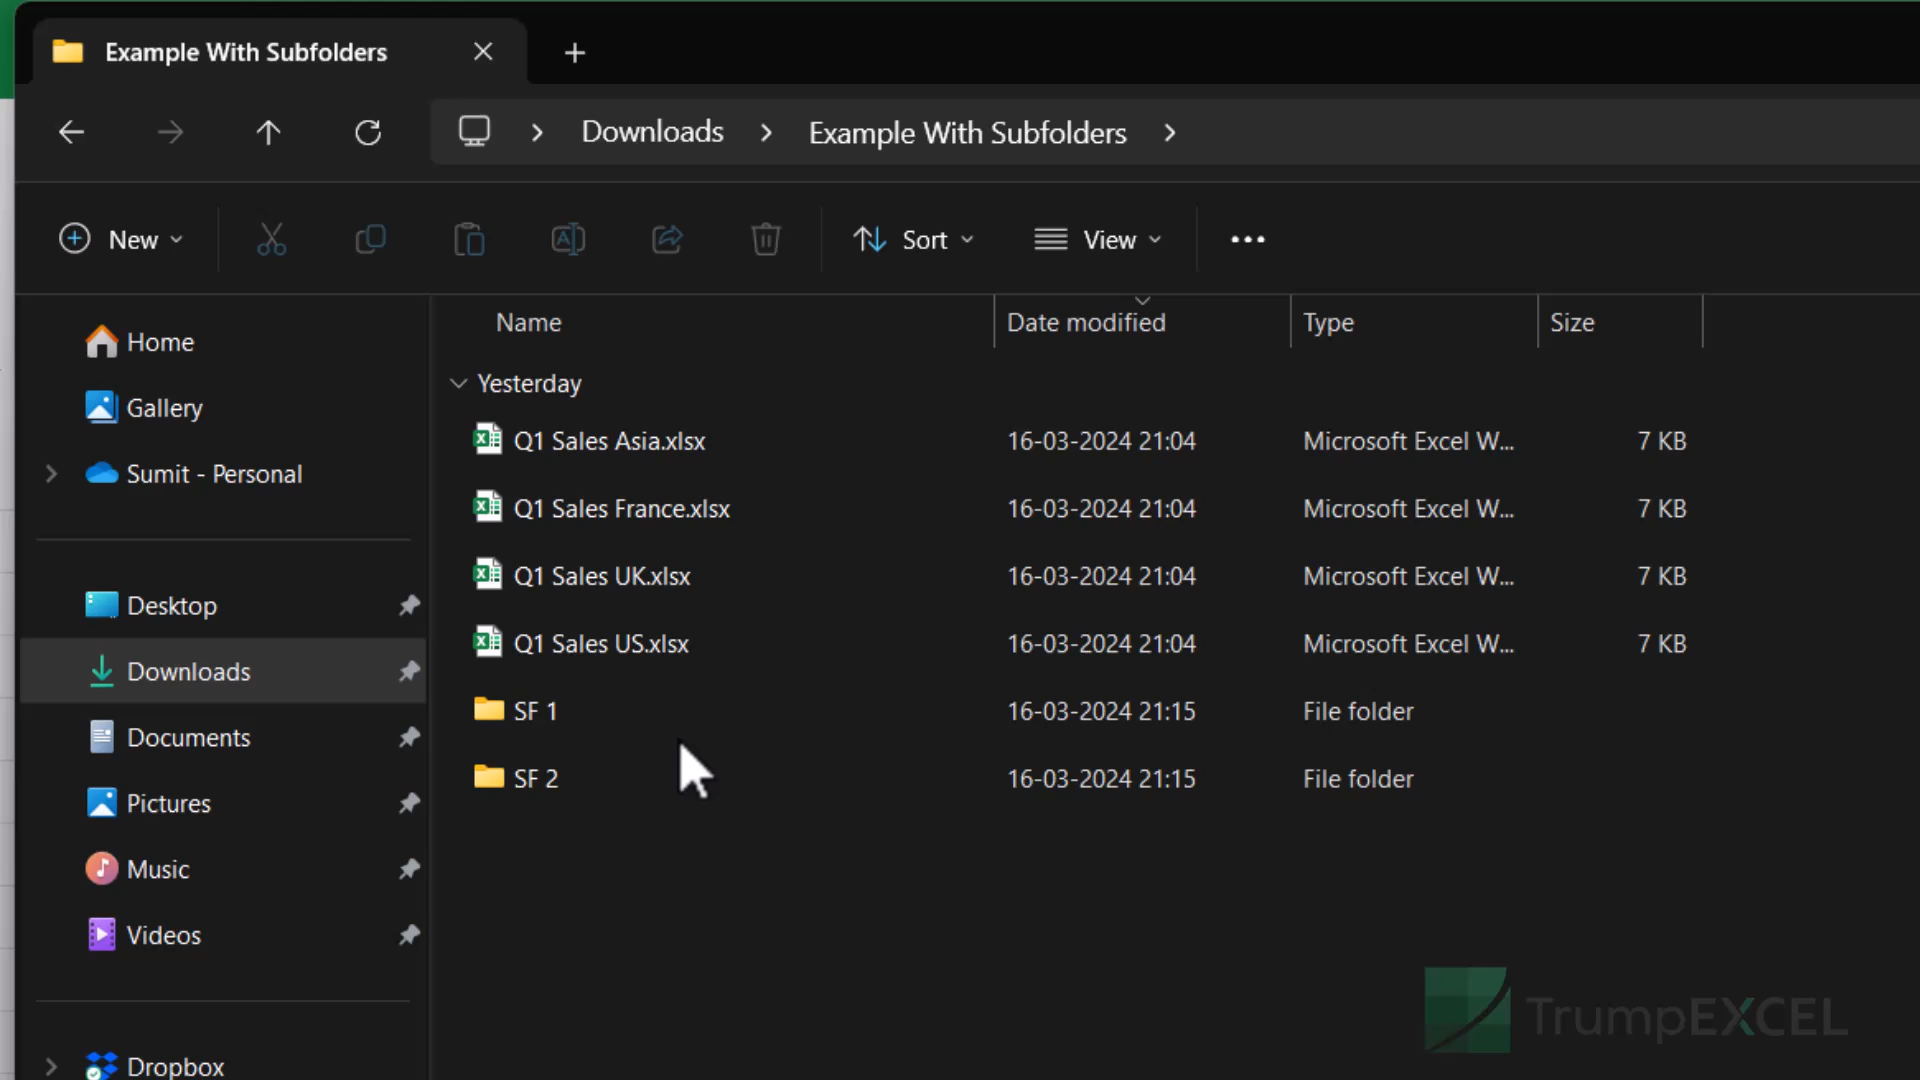 Example With Subfolders
Downloads Example With Subfolders
New Sort View
Name Date modified Type Size
Home
Gallery
Sumit - Personal
Desktop
Downloads
Documents
Pictures
Music
Videos
Dropbox
Yesterday
Q1 Sales Asia.xlsx 16-03-2024 21:04 Microsoft Excel W... 7 KB
Q1 Sales France.xlsx 16-03-2024 21:04 Microsoft Excel W... 7 KB
Q1 Sales UK.xlsx 16-03-2024 21:04 Microsoft Excel W... 7 KB
Q1 Sales US.xlsx 16-03-2024 21:04 Microsoft Excel W... 7 KB
SF 1 16-03-2024 21:15 File folder
SF 2 16-03-2024 21:15 File folder
TrumpEXCEL